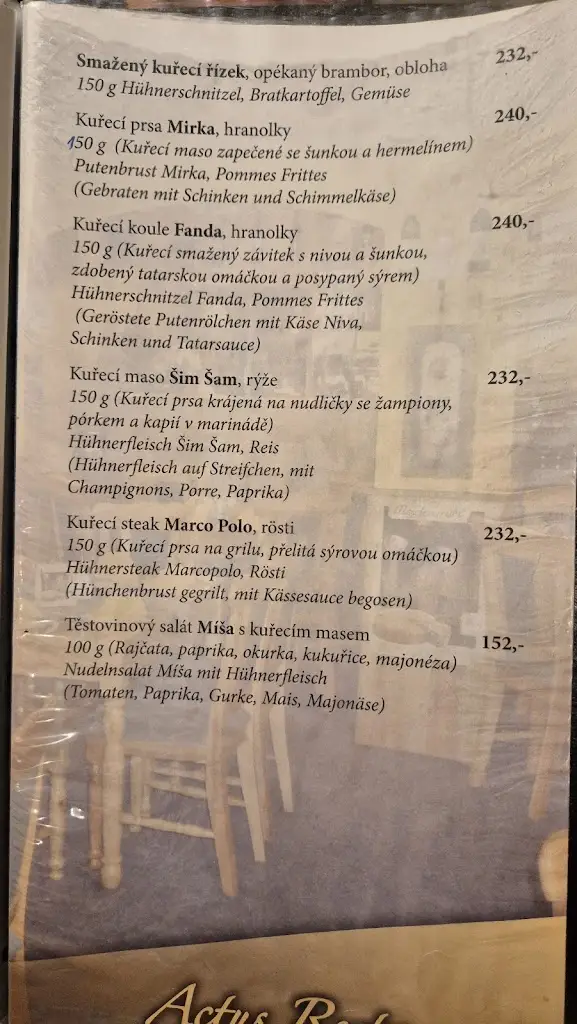 Smažený kuřecí řízek, opékaný brambor, obloha 232,-
150 g Hühnerschnitzel, Bratkartoffel, Gemüse
Kuřecí prsa Mirka, hranolky 240,-
150 g (Kuřecí maso zapečené se šunkou a hermelínem)
Putenbrust Mirka, Pommes Frittes
(Gebraten mit Schinken und Schimmelkäse)
Kuřecí koule Fanda, hranolky 240,-
150 g (Kuřecí smažený závitek s nivou a šunkou,
zdobený tatarskou omáčkou a posypaný sýrem)
Hühnerschnitzel Fanda, Pommes Frittes
(Geröstete Putenrölchen mit Käse Niva,
Schinken und Tatarsauce)
Kuřecí maso Šim Šam, rýže 232,-
150 g (Kuřecí prsa krájená na nudličky se žampiony,
pórkem a kapií v marinádě)
Hühnerfleisch Šim Šam, Reis
(Hühnerfleisch auf Streifchen, mit
Champignons, Porre, Paprika)
Kuřecí steak Marco Polo, rösti 232,-
150 g (Kuřecí prsa na grilu, přelitá sýrovou omáčkou)
Hühnersteak Marcopolo, Rösti
(Hünchenbrust gegrilt, mit Kässesauce begosen)
Těstovinový salát Míša s kuřecím masem 152,-
100 g (Rajčata, paprika, okurka, kukuřice, majonéza)
Nudelnsalat Míša mit Hühnerfleisch
(Tomaten, Paprika, Gurke, Mais, Majonäse)
Actus